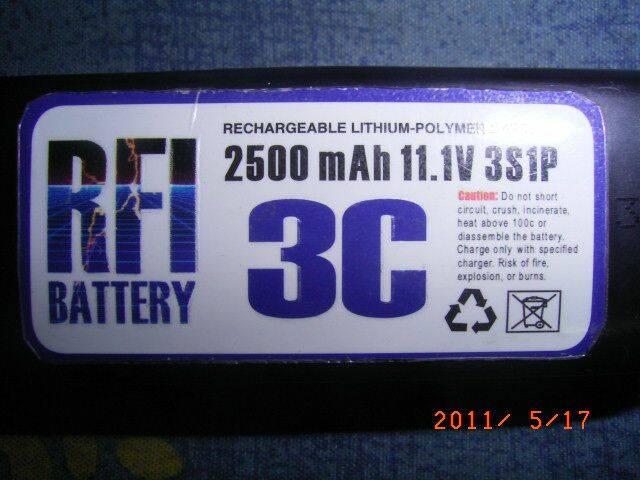 RECHARGEABLE LITHIUM-POLYMER
2500 mAh 11.1V 3S1P
RFI
BATTERY
3C
Caution: Do not short
circuit, crush, incinerate,
heat above 100c or
diassemble the battery.
Charge only with specified
charger. Risk of fire,
explosion, or burns.
2011/ 5/17